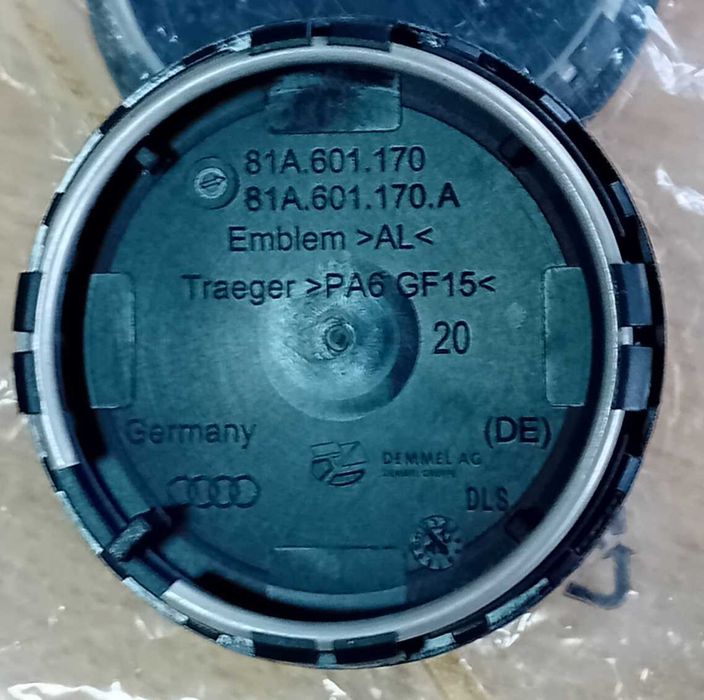 81A.601.170
81A.601.170.A
Emblem >AL<
Traeger >PA6 GF15<
20
Germany
(DE)
DEMMEL AG
DLS